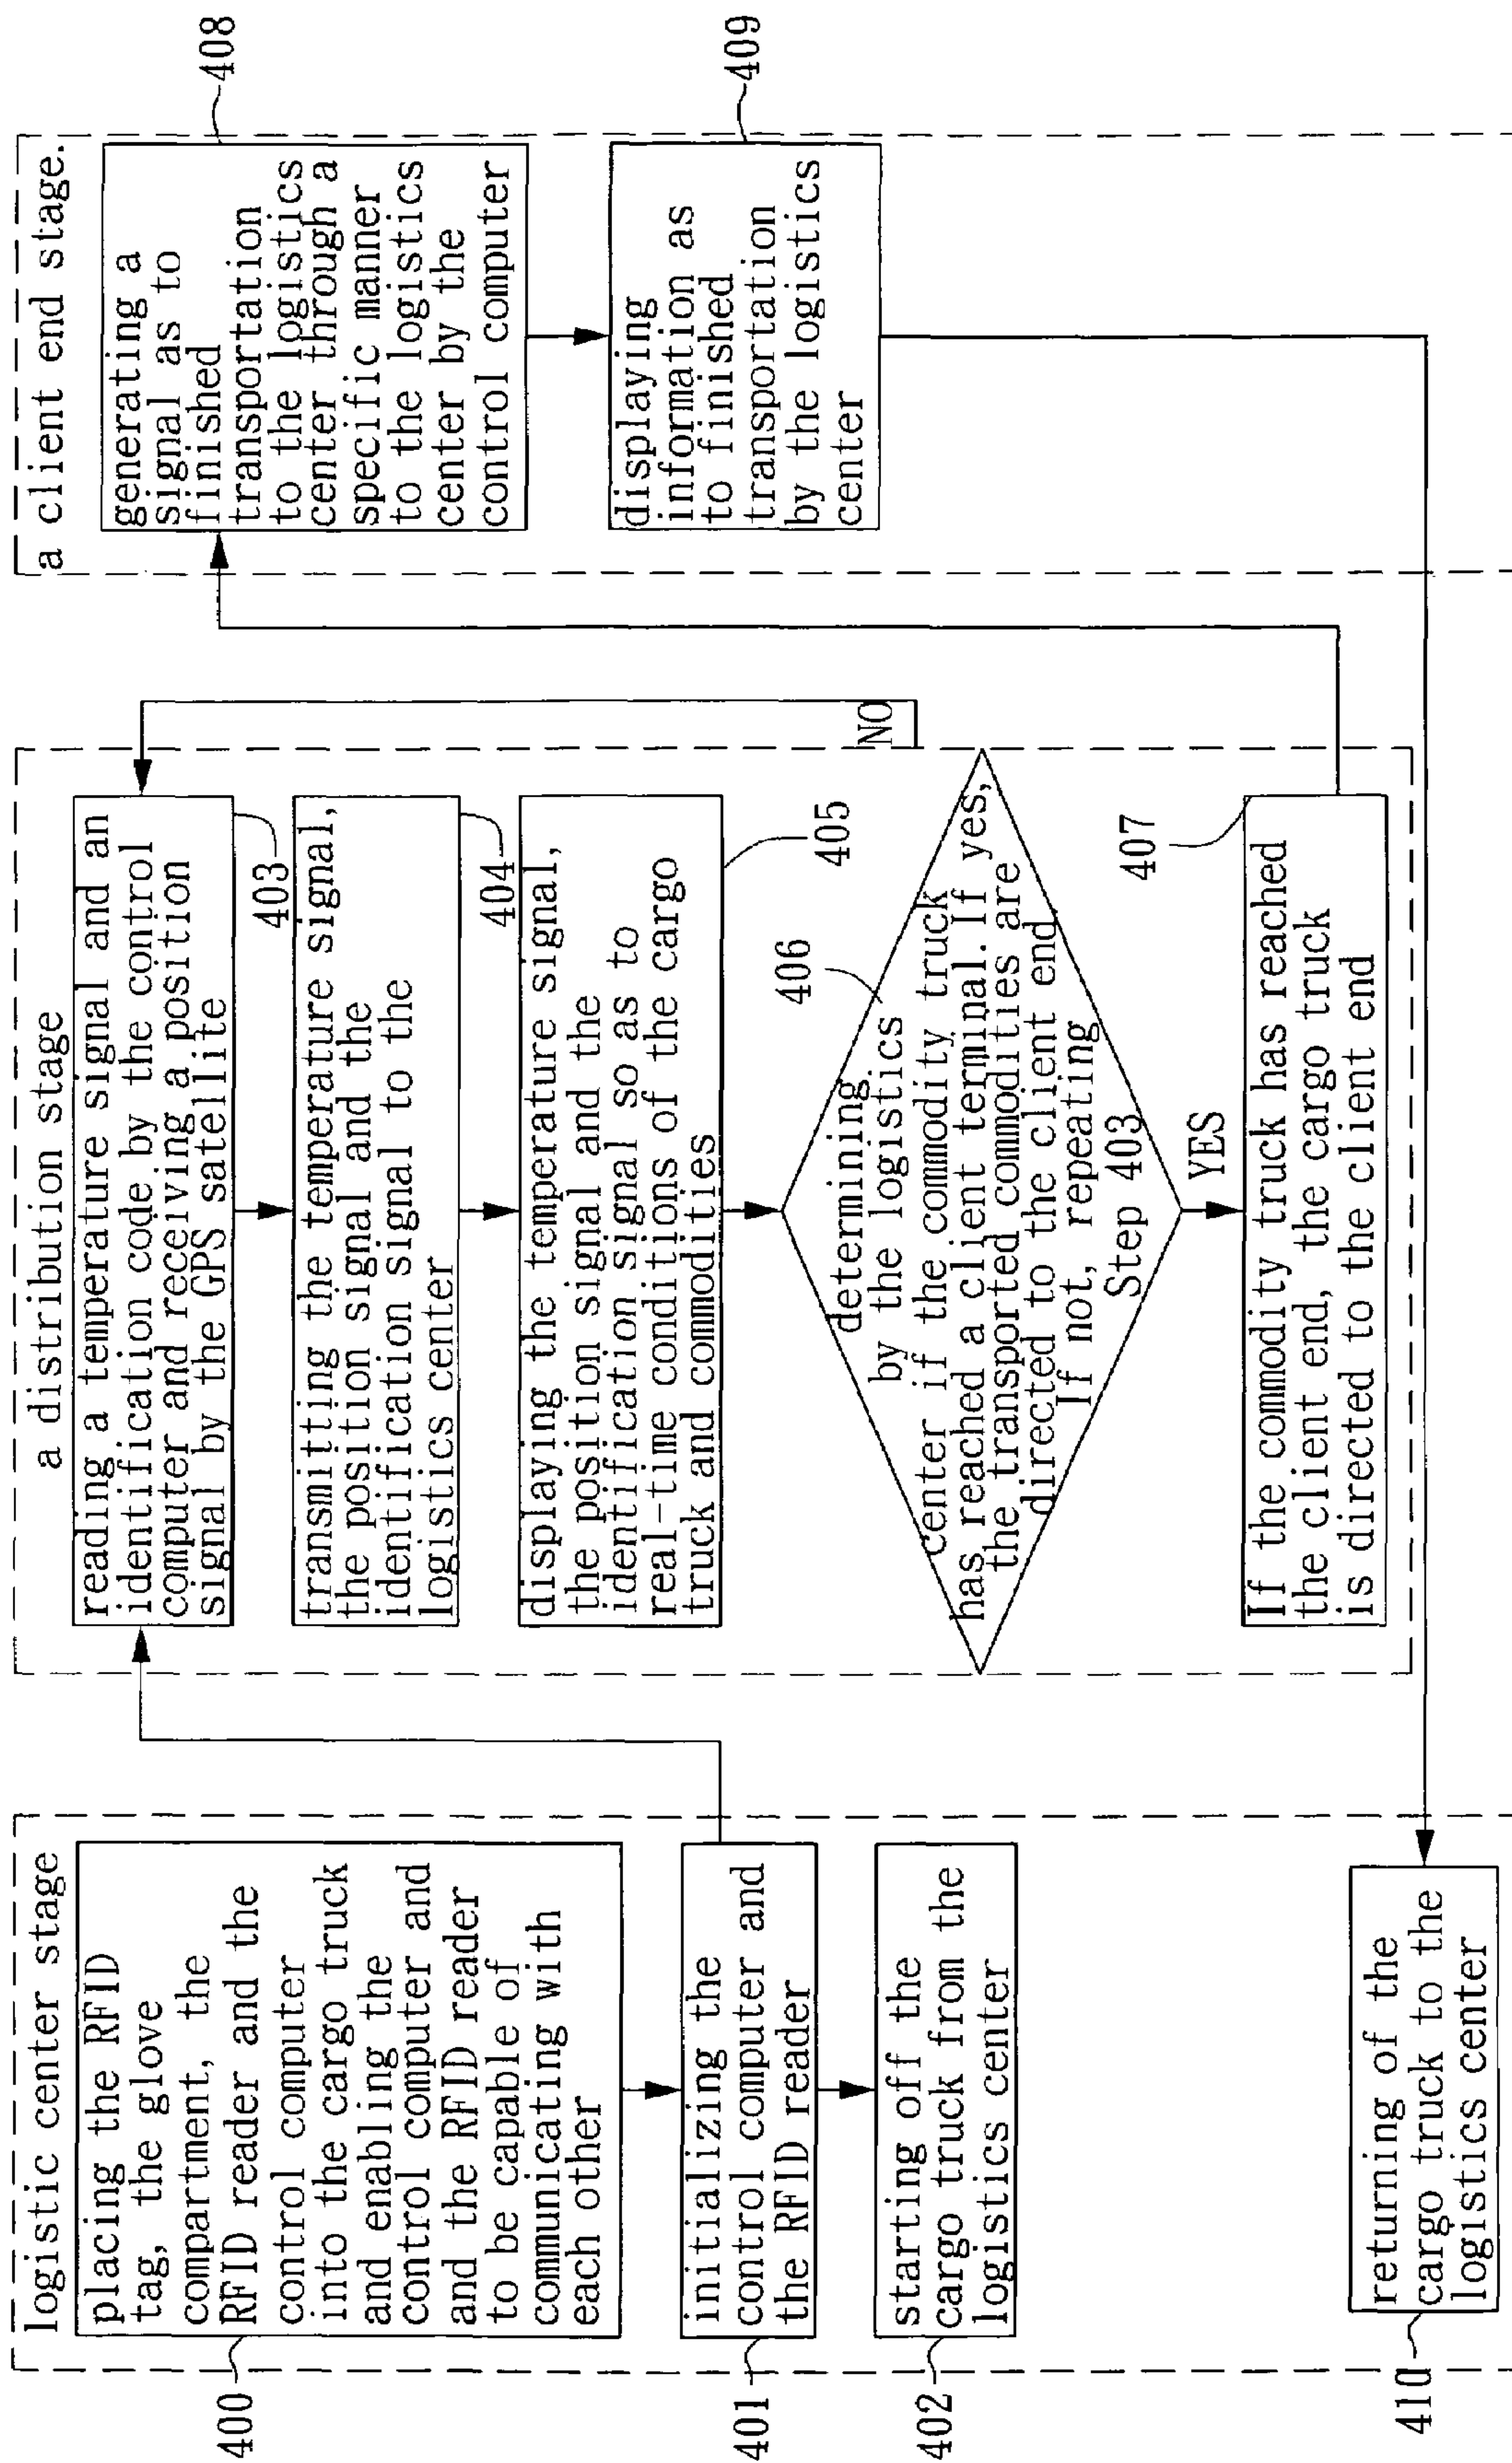 logistic center stage
placing the RFID
tag, the glove
compartment, the
RFID reader and the
control computer
into the cargo truck
and enabling the
control computer and
and the RFID reader
to be capable of
communicating with
each other
400
initializing the
control computer and
the RFID reader
401
starting off the
cargo truck from the
logistics center
402
returning of the
cargo truck to the
logistics center
410
a distribution stage
reading a temperature signal and an
identification code by the control
computer and receiving a position
signal by the GPS satellite
403
transmitting the temperature signal,
the position signal and the
identification signal to the
logistics center
404
displaying the temperature signal,
the position signal and the
identification signal so as to
real-time conditions of the cargo
truck and commodities
405
determining
by the logistics
center if the commodity truck
has reached a client terminal. If yes,
the transported commodities are
directed to the client end
If not, repeating
Step 403
406
NO
YES
If the commodity truck has reached
the client end, the cargo truck
is directed to the client end
407
a client end stage.
generating a
signal as to
finished
transportation
to the logistics
center through a
specific manner
to the logistics
center by the
control computer
408
displaying
information as
to finished
transportation
by the logistics
center
409